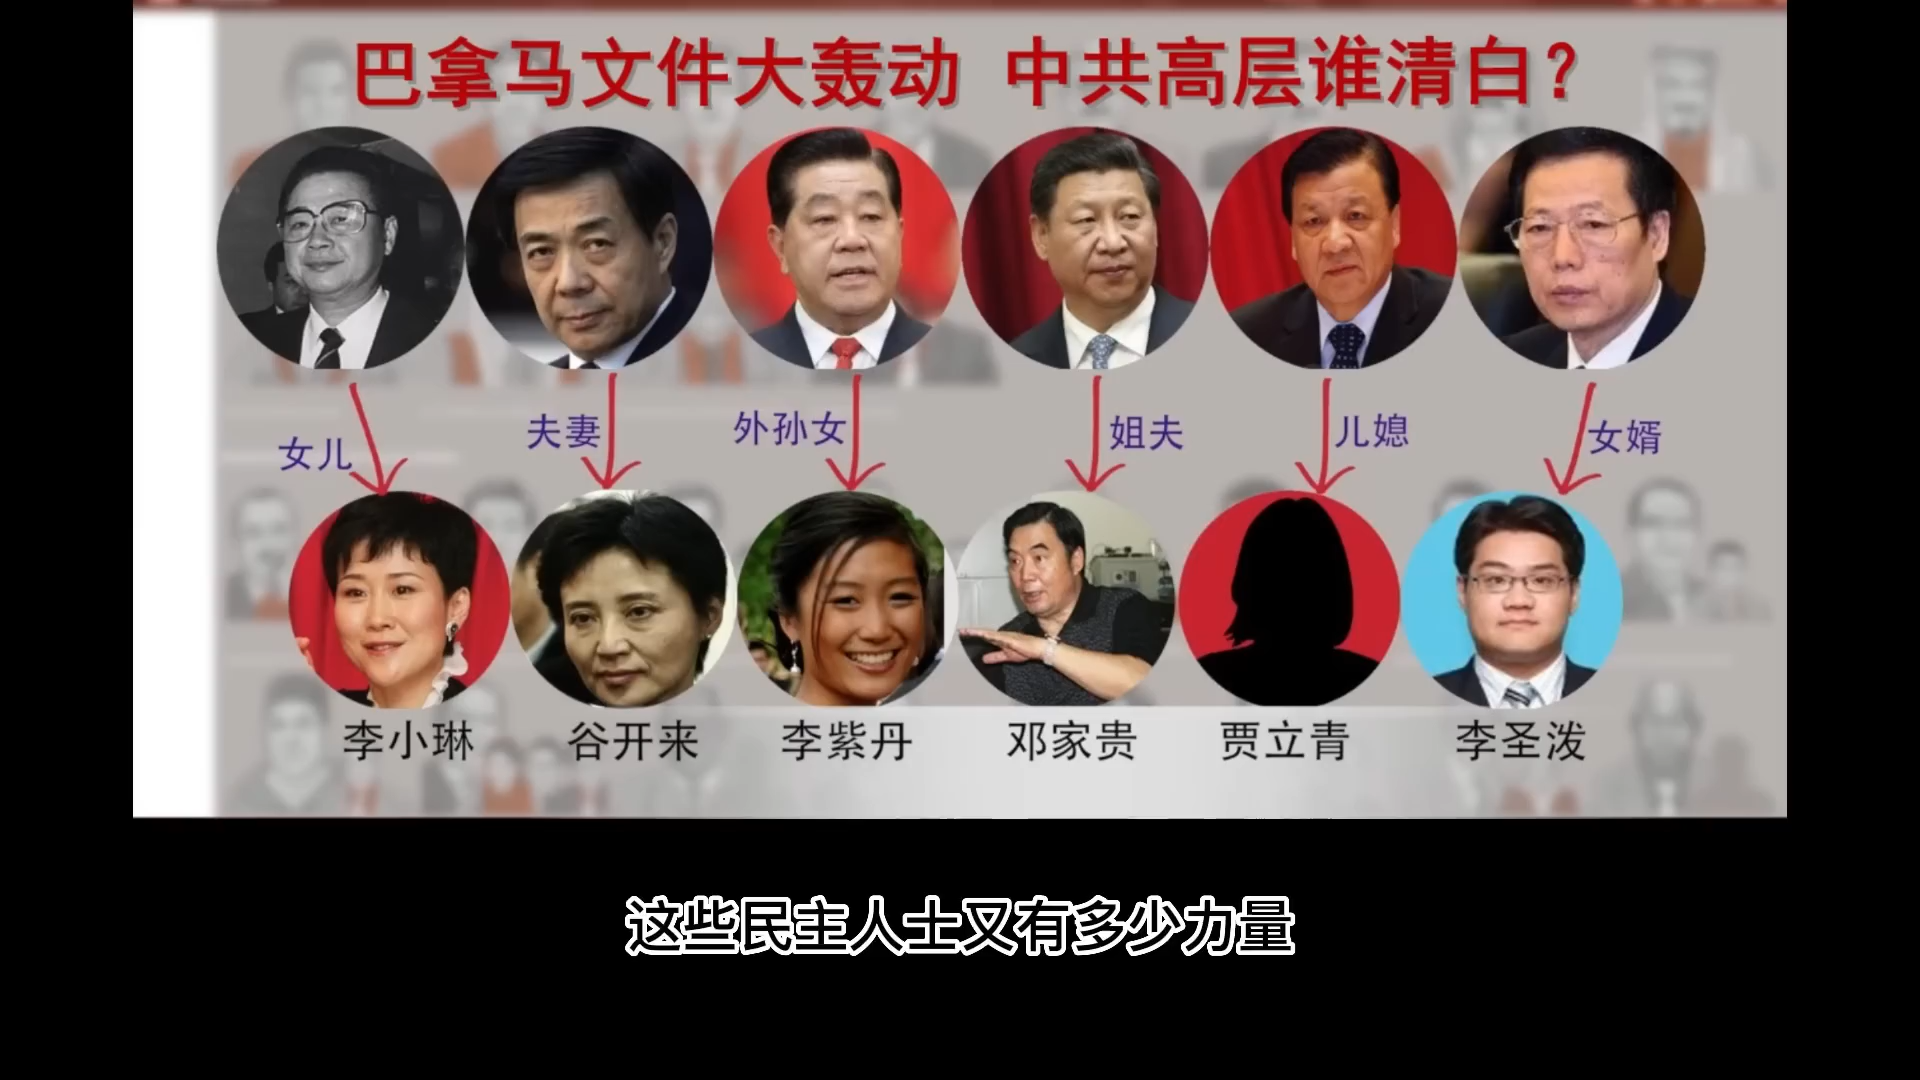 巴拿马文件大轰动 中共高层谁清白?
女儿
夫妻
外孙女
姐夫
儿媳
女婿
李小琳
谷开来
李紫丹
邓家贵
贾立青
李圣泼
这些民主人士又有多少力量